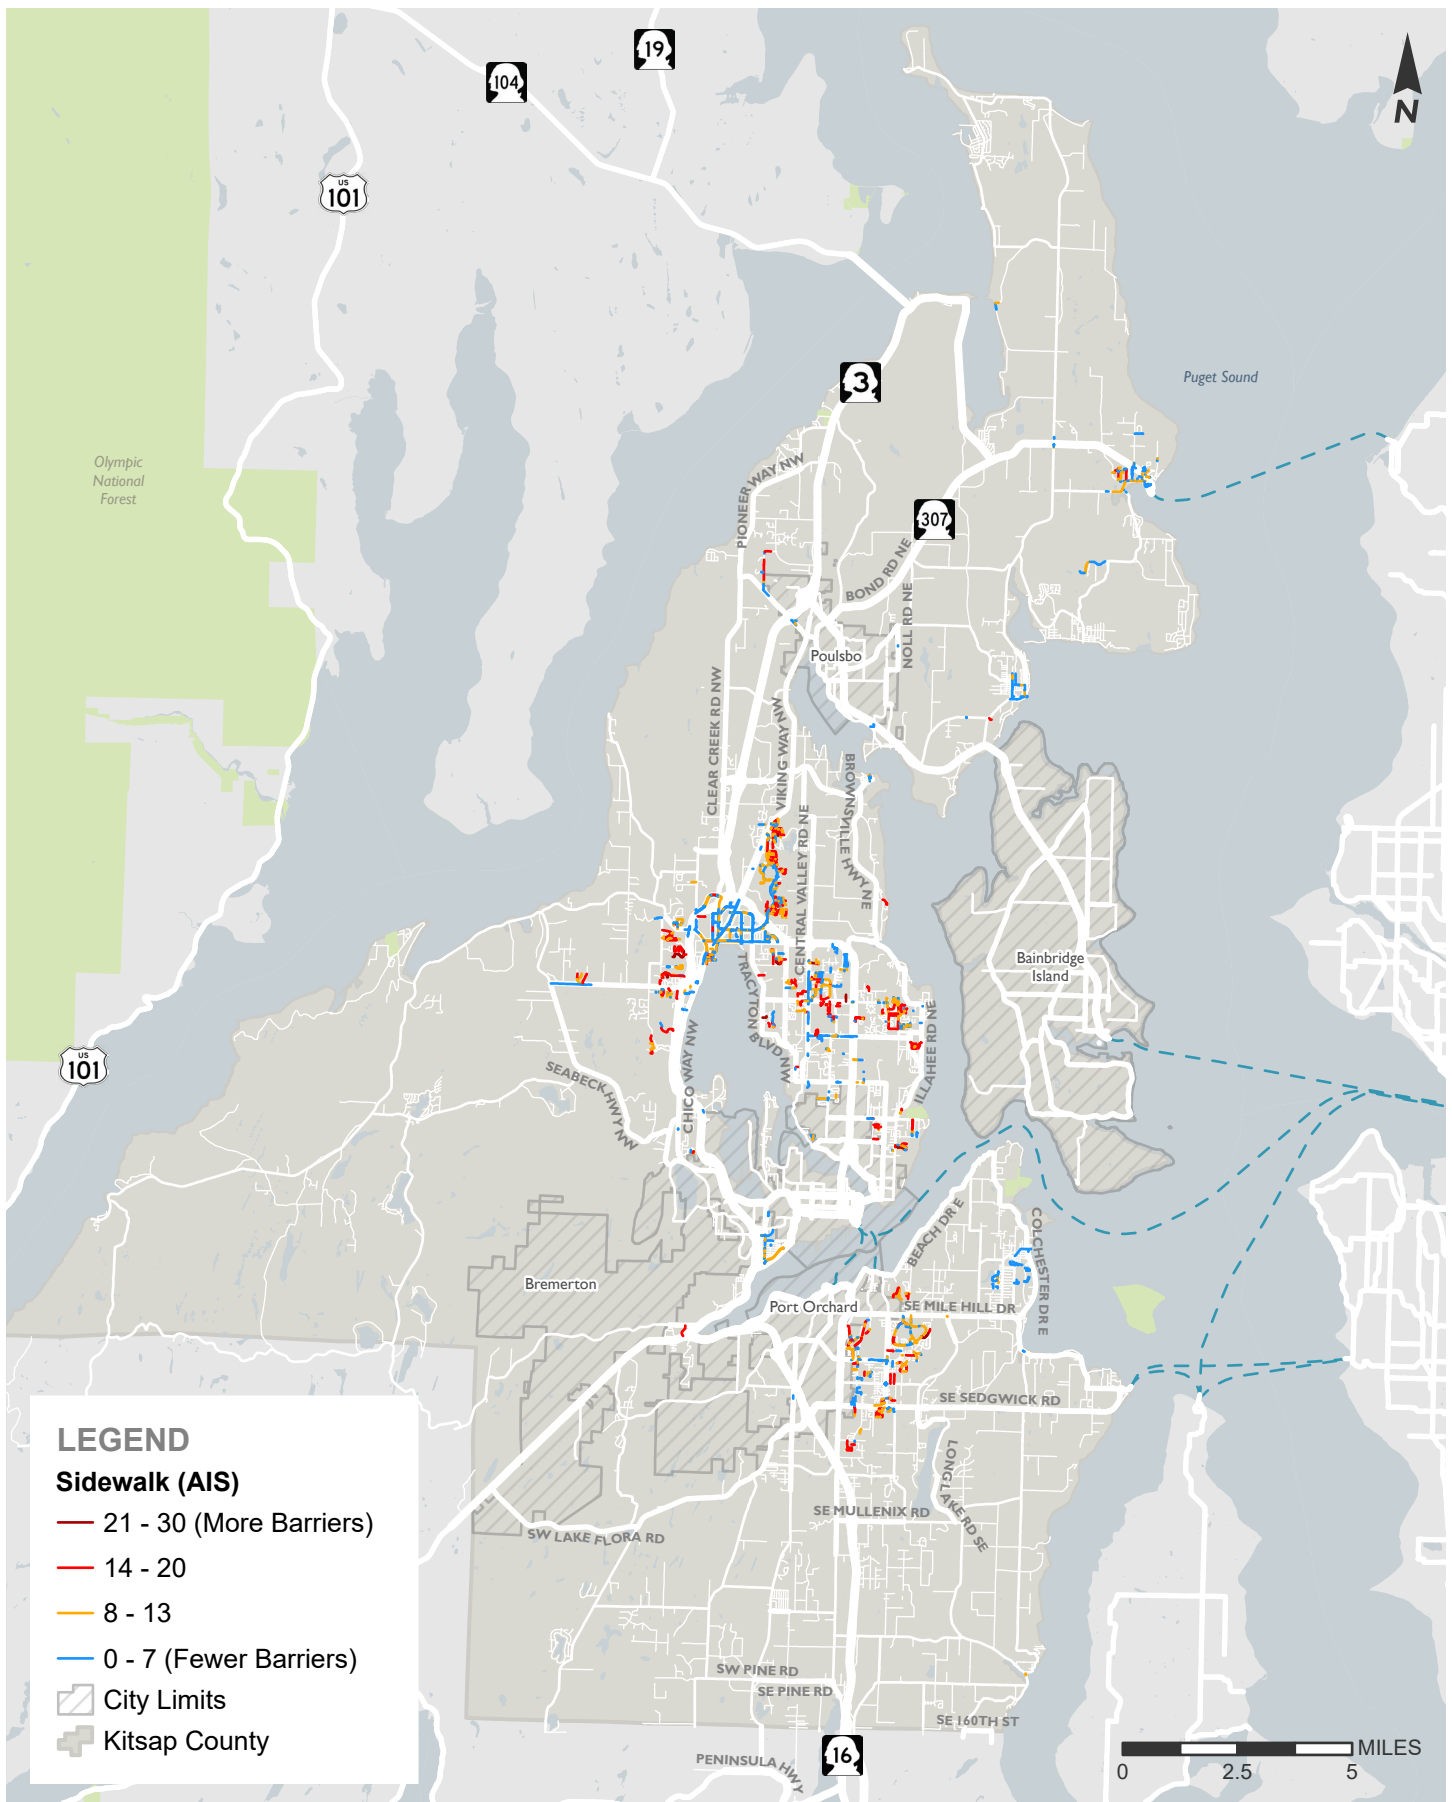 19
104
N
US
101
3
Puget Sound
Olympic
National
Forest
PIONEER WAY NW
307
BOND RD NE
NOLL RD NE
Poulsbo
CLEAR CREEK RD NW
VIKING WAY NW
BROWNSVILLE HWY NE
CENTRAL VALLEY RD NE
TRACYTON BLVD NW
Bainbridge
Island
ILLAHEE RD NE
CHICO WAY NW
US
101
SEABECK HWY NW
BEACH DR E
COLCHESTER DR E
Bremerton
Port Orchard
SE MILE HILL DR
SE SEDGWICK RD
LONG LAKE RD SE
SE MULLENIX RD
SW LAKE FLORA RD
SW PINE RD
SE PINE RD
SE 160TH ST
PENINSULA HWY
16
LEGEND
Sidewalk (AIS)
21 - 30 (More Barriers)
14 - 20
8 - 13
0 - 7 (Fewer Barriers)
City Limits
Kitsap County
MILES
0 2.5 5